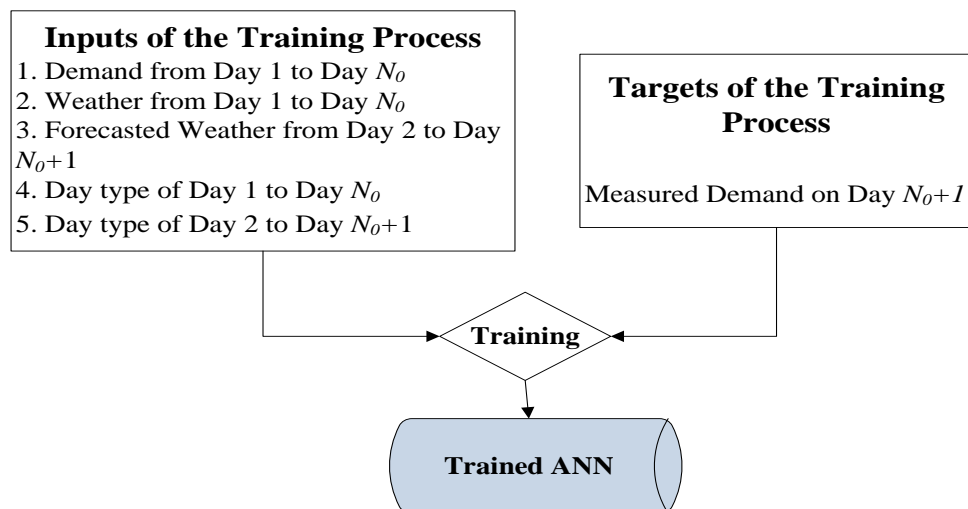 Inputs of the Training Process
1. Demand from Day 1 to Day N0
2. Weather from Day 1 to Day N0
3. Forecasted Weather from Day 2 to Day
N0+1
4. Day type of Day 1 to Day N0
5. Day type of Day 2 to Day N0+1
Targets of the Training
Process
Measured Demand on Day N0+1
Training
Trained ANN